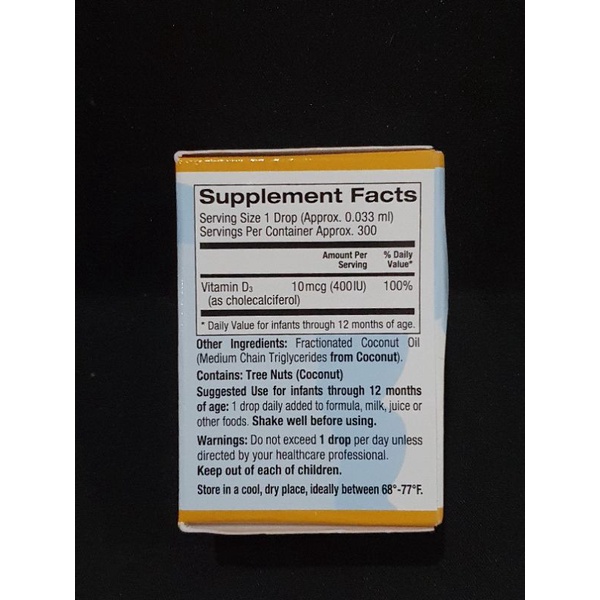 Supplement Facts
Serving Size 1 Drop (Approx. 0.033 ml)
Servings Per Container Approx. 300
Amount Per % Daily
Serving Value*
Vitamin D₃ 10 mcg (400 IU) 100%
(as cholecalciferol)
* Daily Value for infants through 12 months of age.
Other Ingredients: Fractionated Coconut Oil
(Medium Chain Triglycerides from Coconut).
Contains: Tree Nuts (Coconut)
Suggested Use for infants through 12 months
of age: 1 drop daily added to formula, milk, juice or
other foods. Shake well before using.
Warnings: Do not exceed 1 drop per day unless
directed by your healthcare professional.
Keep out of each of children.
Store in a cool, dry place, ideally between 68°-77°F.